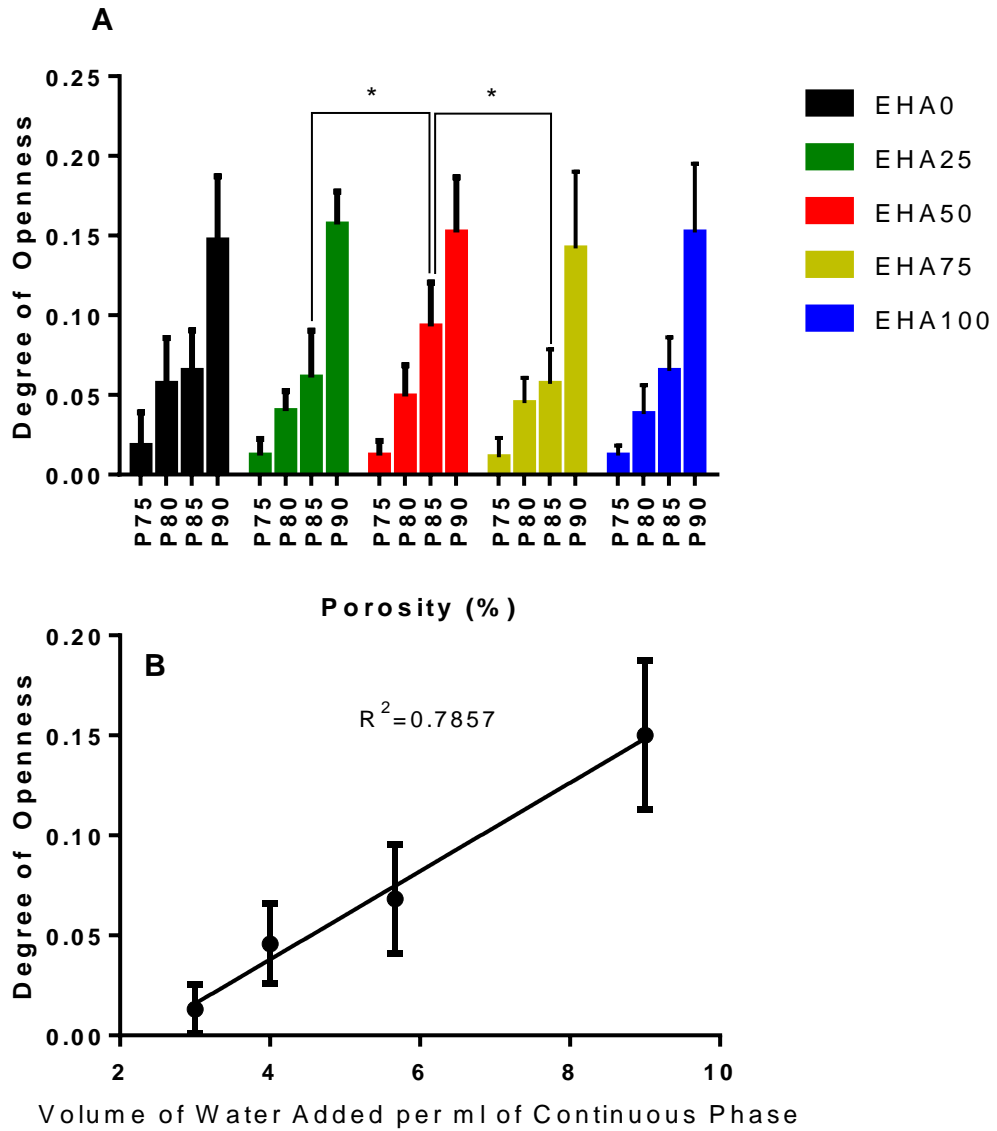 A
Degree of Openness
0.25
0.20
0.15
0.10
0.05
0.00
* *
EHA0
EHA25
EHA50
EHA75
EHA100
P75 P80 P85 P90 P75 P80 P85 P90 P75 P80 P85 P90 P75 P80 P85 P90 P75 P80 P85 P90
Porosity (%)
B
Degree of Openness
0.20
0.15
0.10
0.05
0.00
R²=0.7857
2 4 6 8 10
Volume of Water Added per ml of Continuous Phase